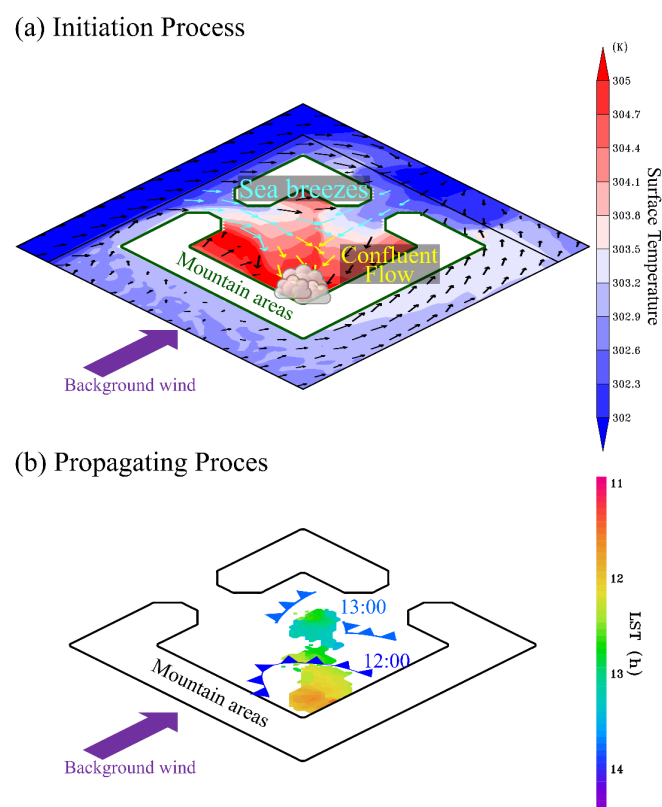 (a) Initiation Process
(K)
305
304.7
304.4
304.1
303.8
303.5
303.2
302.9
302.6
302.3
302
Surface Temperature
Sea breezes
Confluent
Flow
Mountain areas
Background wind
(b) Propagating Proces
11
12
13
14
LST (h)
13:00
12:00
Mountain areas
Background wind